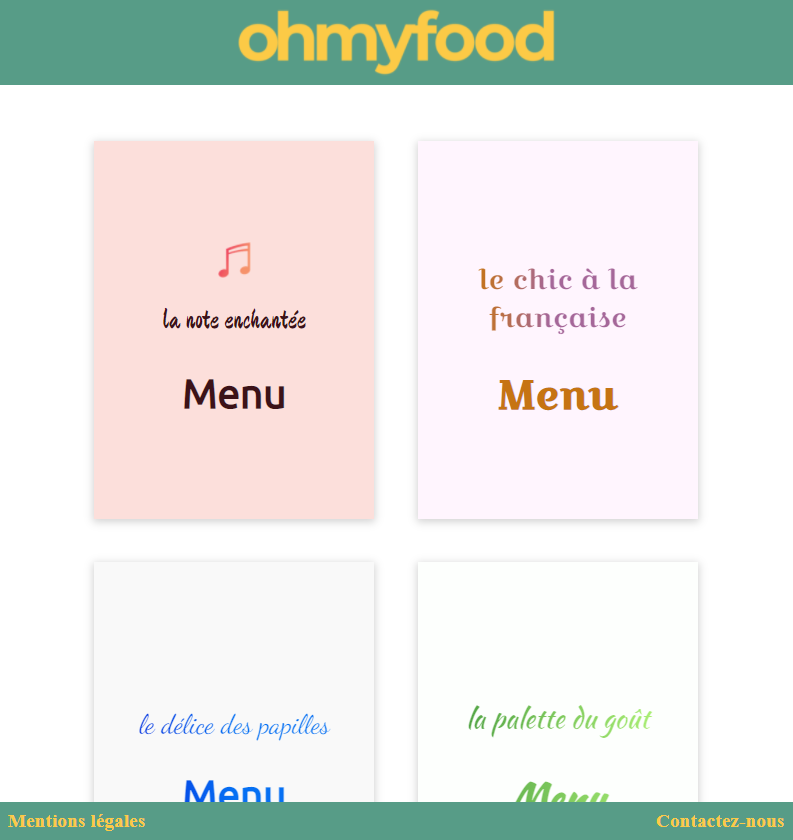 ohmyfood
la note enchantée
Menu
le chic à la
française
Menu
le délice des papilles
Menu
la palette du goût
Menu
Mentions légales
Contactez-nous